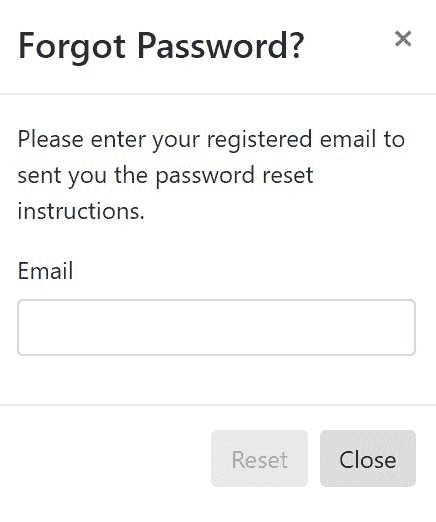 Forgot Password? ×
Please enter your registered email to
sent you the password reset
instructions.
Email
Reset Close